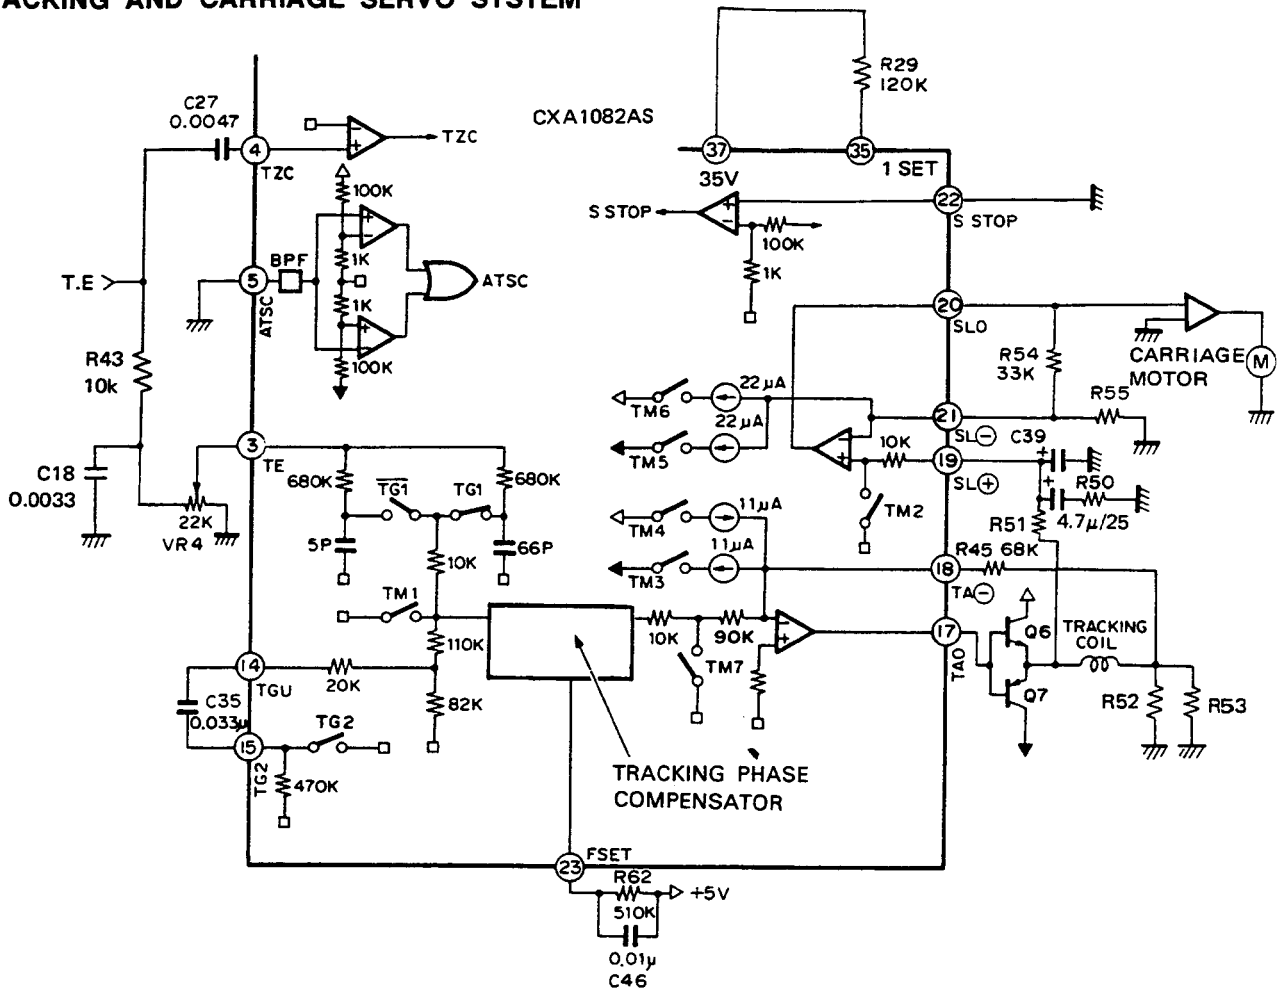 ACKING AND CARRIAGE SERVO SYSTEM
C27
0.0047
4
TZC
TZC
CXA1082AS
R29
120K
37
35V
35
1 SET
22
S STOP
S STOP
100K
1K
100K
1K
1K
100K
BPF
5
ATSC
ATSC
T.E
R43
10k
C18
0.0033
3
TE
22K
VR4
680K
680K
TG1
TG1
5P
66P
10K
TM1
110K
20K
82K
14
TGU
C35
0.033μ
15
TG2
TG2
470K
20
SLO
R54
33K
CARRIAGE
MOTOR
M
R55
22μA
TM6
22μA
TM5
21
SL⊖
C39
10K
19
SL⊕
TM2
R50
4.7μ/25
R51
11μA
TM4
11μA
TM3
18
TA⊖
R45 68K
10K
90K
TM7
17
TAO
Q6
Q7
TRACKING
COIL
R52
R53
TRACKING PHASE
COMPENSATOR
23
FSET
R62
510K
+5V
0.01μ
C46